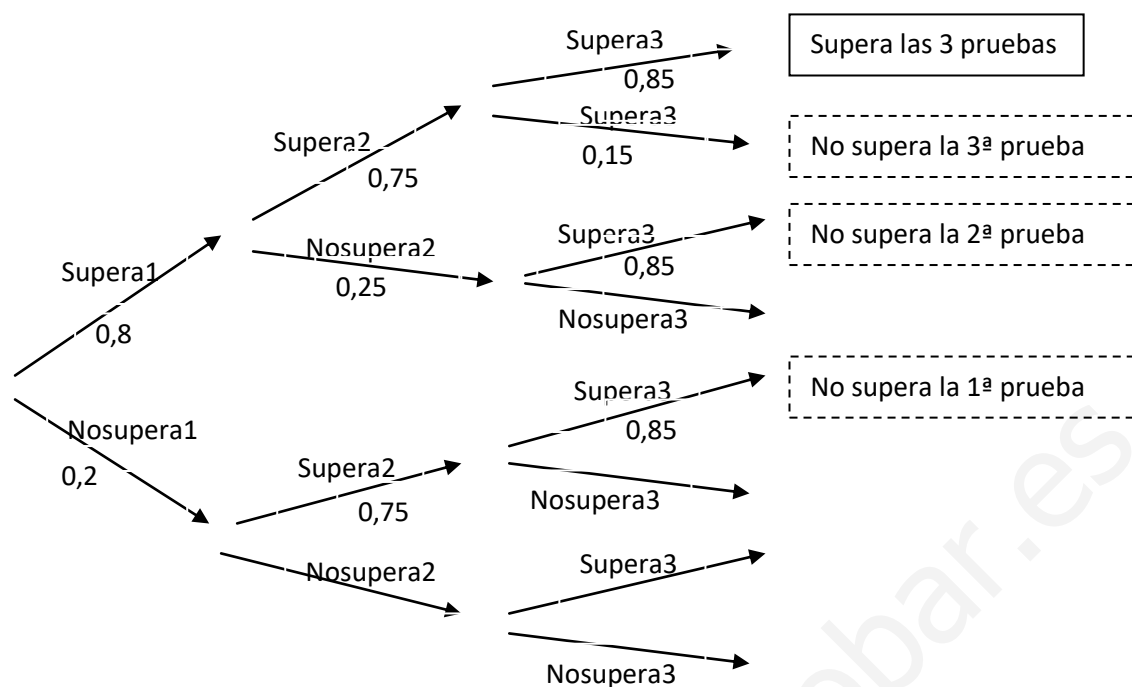 Supera3
0,85
Supera las 3 pruebas
Supera3
0,15
No supera la 3ª prueba
Supera2
0,75
Supera3
0,85
No supera la 2ª prueba
Nosupera2
0,25
Nosupera3
Supera1
0,8
Supera3
0,85
No supera la 1ª prueba
Nosupera1
0,2
Supera2
0,75
Nosupera3
Nosupera2
Supera3
Nosupera3
obar.es